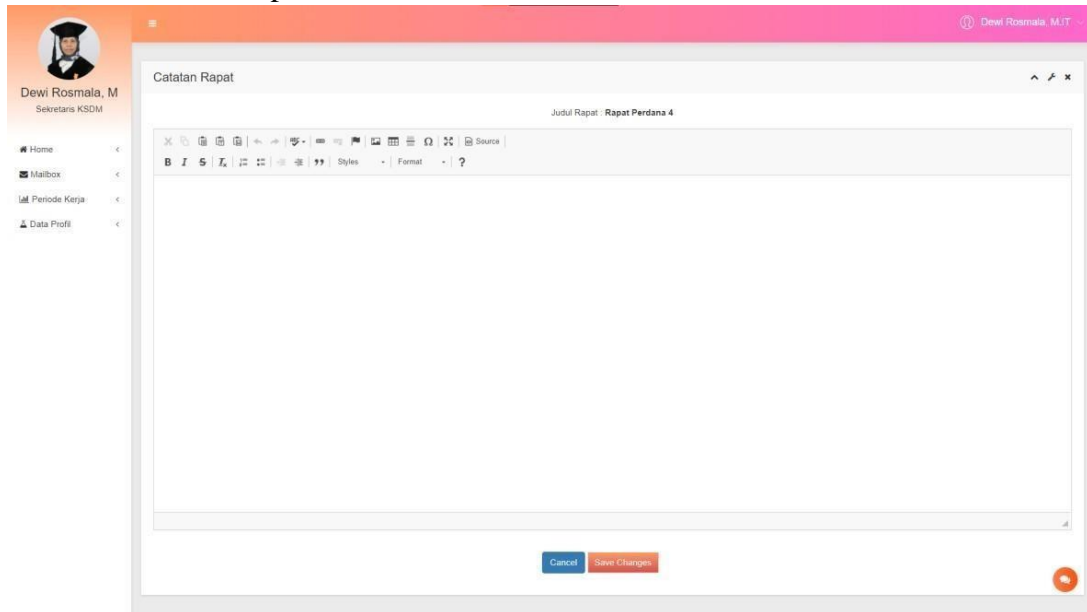 Dewi Rosmala, M.IT
Dewi Rosmala, M
Sekretaris KSDM
Home
Mailbox
Periode Kerja
Data Profil
Catatan Rapat
Judul Rapat : Rapat Perdana 4
Source
B I S Ix Styles Format ?
Cancel Save Changes